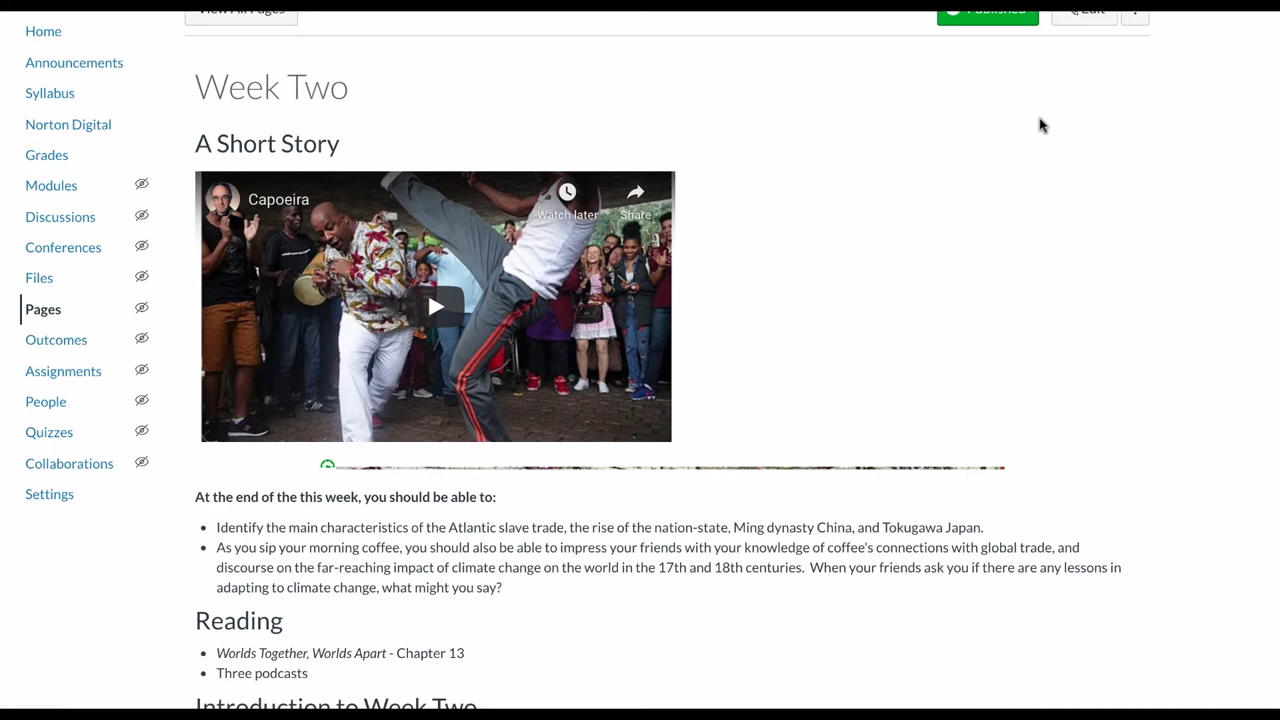 View All Pages
Published
Edit
Home
Announcements
Syllabus
Norton Digital
Grades
Modules
Discussions
Conferences
Files
Pages
Outcomes
Assignments
People
Quizzes
Collaborations
Settings
Week Two
A Short Story
Capoeira
Watch later
Share
At the end of the this week, you should be able to:
Identify the main characteristics of the Atlantic slave trade, the rise of the nation-state, Ming dynasty China, and Tokugawa Japan.
As you sip your morning coffee, you should also be able to impress your friends with your knowledge of coffee's connections with global trade, and
discourse on the far-reaching impact of climate change on the world in the 17th and 18th centuries. When your friends ask you if there are any lessons in
adapting to climate change, what might you say?
Reading
Worlds Together, Worlds Apart - Chapter 13
Three podcasts
Introduction to Week Two